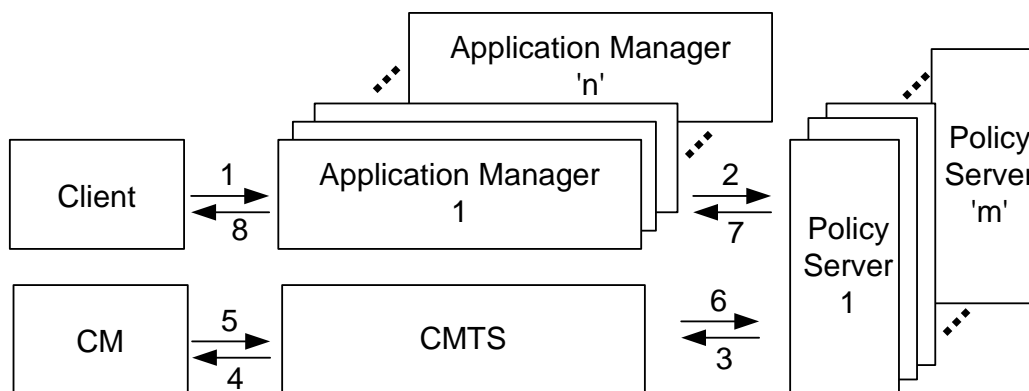 Application Manager
'n'
Client
1
8
Application Manager
1
2
7
Policy
Server
1
Policy
Server
'm'
CM
5
4
CMTS
6
3